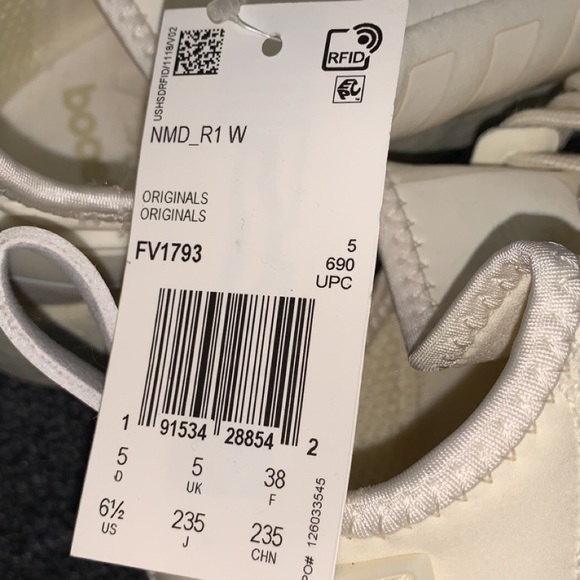 USHSDRFID/1118/V02
RFID
EPC
NMD_R1 W
ORIGINALS
ORIGINALS
FV1793
5
690
UPC
1 91534 28854 2
5 5 38
D UK F
6½ 235 235
US J CHN
PO# 126033545